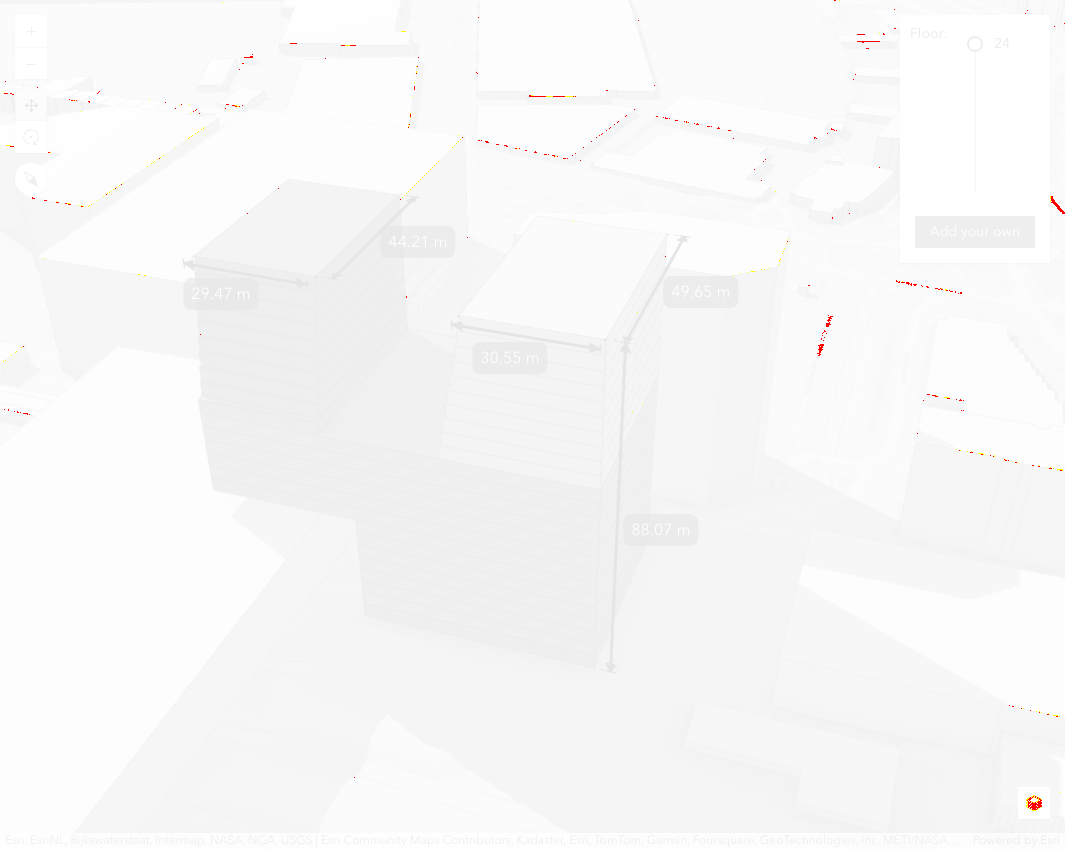 Floor:
24
Add your own
44.21 m
29.47 m
49.65 m
30.55 m
88.07 m
Esri, EsriNL, Rijkswaterstaat, Intermap, NASA, NGA, USGS | Esri Community Maps Contributors, Kadaster, Esri, TomTom, Garmin, Foursquare, GeoTechnologies, Inc, METI/NASA, ... Powered by Esri